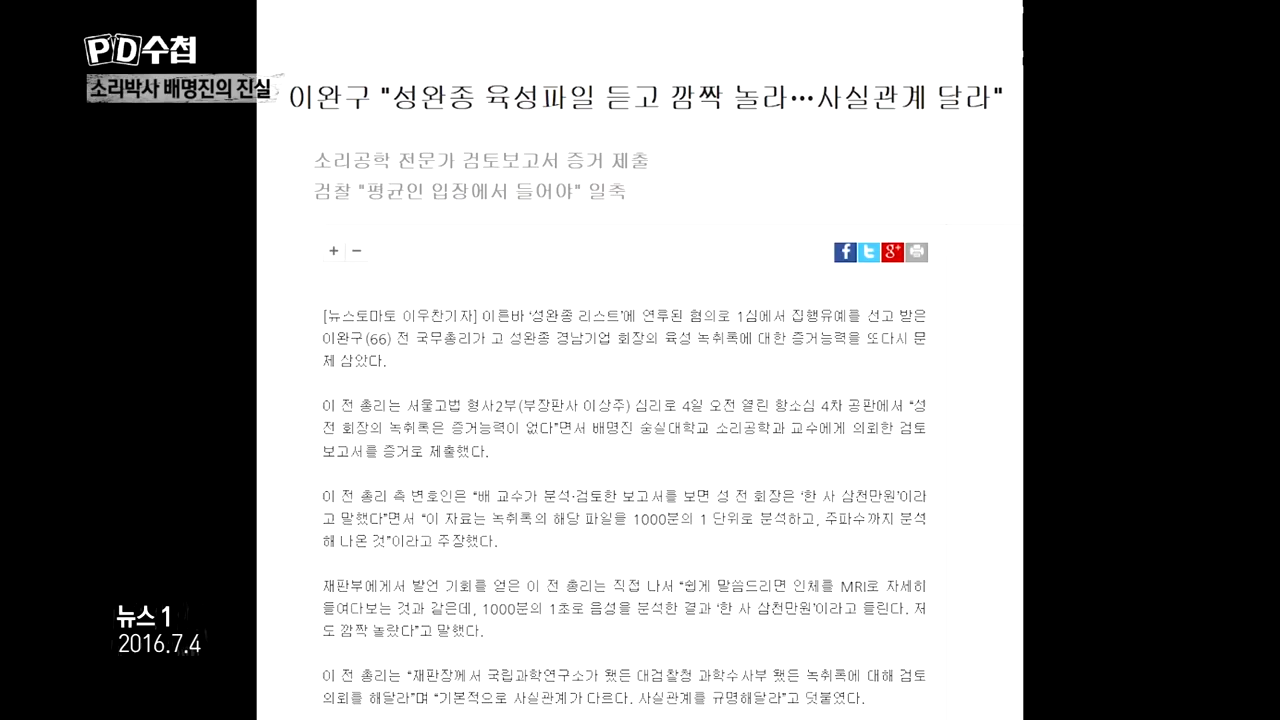 PD수첩
소리박사 배명진의 진실
이완구 "성완종 육성파일 듣고 깜짝 놀라…사실관계 달라"
소리공학 전문가 검토보고서 증거 제출
검찰 "평균인 입장에서 들어야" 일축
+ −
f t g+
[뉴스토마토 이우찬기자] 이른바 ‘성완종 리스트’에 연루된 혐의로 1심에서 집행유예를 선고 받은
이완구(66) 전 국무총리가 고 성완종 경남기업 회장의 육성 녹취록에 대한 증거능력을 또다시 문
제 삼았다.
이 전 총리는 서울고법 형사2부(부장판사 이상주) 심리로 4일 오전 열린 항소심 4차 공판에서 “성
전 회장의 녹취록은 증거능력이 없다”면서 배명진 숭실대학교 소리공학과 교수에게 의뢰한 검토
보고서를 증거로 제출했다.
이 전 총리 측 변호인은 “배 교수가 분석·검토한 보고서를 보면 성 전 회장은 ‘한 사 삼천만원’이라
고 말했다”면서 “이 자료는 녹취록의 해당 파일을 1000분의 1 단위로 분석하고, 주파수까지 분석
해 나온 것”이라고 주장했다.
재판부에게서 발언 기회를 얻은 이 전 총리는 직접 나서 “쉽게 말씀드리면 인체를 MRI로 자세히
들여다보는 것과 같은데, 1000분의 1초로 음성을 분석한 결과 ‘한 사 삼천만원’이라고 들린다. 저
도 깜짝 놀랐다”고 말했다.
이 전 총리는 “재판장께서 국립과학연구소가 됐든 대검찰청 과학수사부 됐든 녹취록에 대해 검토
의뢰를 해달라”며 “기본적으로 사실관계가 다르다. 사실관계를 규명해달라”고 덧붙였다.
뉴스 1
2016.7.4